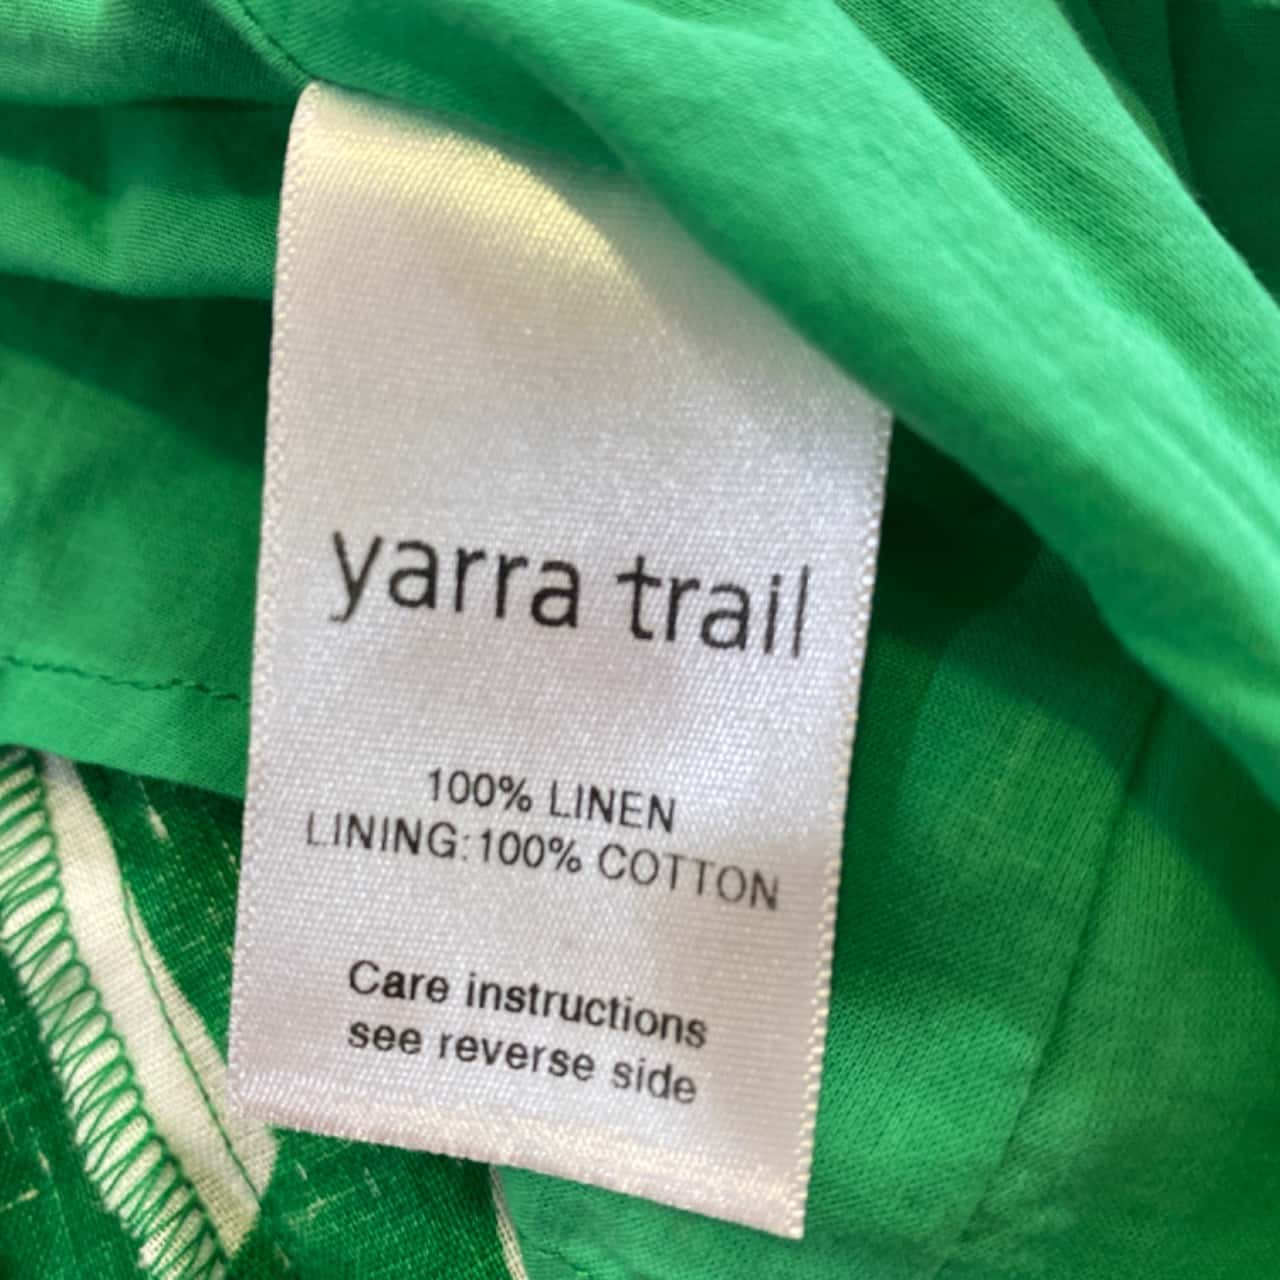 yarra trail
100% LINEN
LINING:100% COTTON
Care instructions
see reverse side